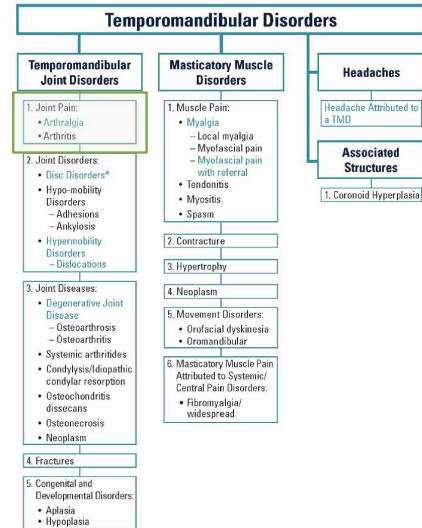 Temporomandibular Disorders
Temporomandibular
Joint Disorders
1. Joint Pain:
• Arthralgia
• Arthritis
2. Joint Disorders:
• Disc Disorders*
• Hypo-mobility
Disorders
– Adhesions
– Ankylosis
• Hypermobility
Disorders
– Dislocations
3. Joint Diseases:
• Degenerative Joint
Disease
– Osteoarthrosis
– Osteoarthritis
• Systemic arthritides
• Condylysis/Idiopathic
condylar resorption
• Osteochondritis
dissecans
• Osteonecrosis
• Neoplasm
4. Fractures
5. Congenital and
Developmental Disorders:
• Aplasia
• Hypoplasia
Masticatory Muscle
Disorders
1. Muscle Pain:
• Myalgia
– Local myalgia
– Myofascial pain
– Myofascial pain
with referral
• Tendonitis
• Myositis
• Spasm
2. Contracture
3. Hypertrophy
4. Neoplasm
5. Movement Disorders:
• Orofacial dyskinesia
• Oromandibular
6. Masticatory Muscle Pain
Attributed to Systemic/
Central Pain Disorders:
• Fibromyalgia/
widespread
Headaches
Headache Attributed to
a TMD
Associated
Structures
1. Coronoid Hyperplasia